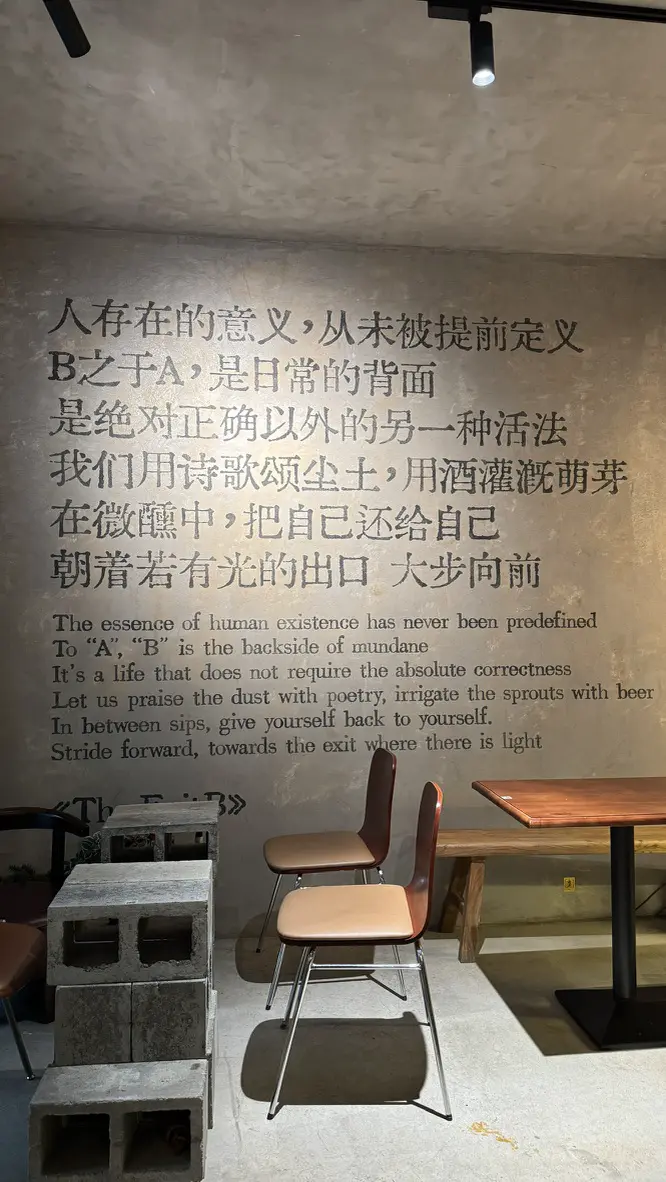 人存在的意义，从未被提前定义
B之于A，是日常的背面
是绝对正确以外的另一种活法
我们用诗歌颂尘土，用酒灌溉萌芽
在微醺中，把自己还给自己
朝着若有光的出口 大步向前
The essence of human existence has never been predefined
To “A”, “B” is the backside of mundane
It's a life that does not require the absolute correctness
Let us praise the dust with poetry, irrigate the sprouts with beer
In between sips, give yourself back to yourself.
Stride forward, towards the exit where there is light
«The Exit B»